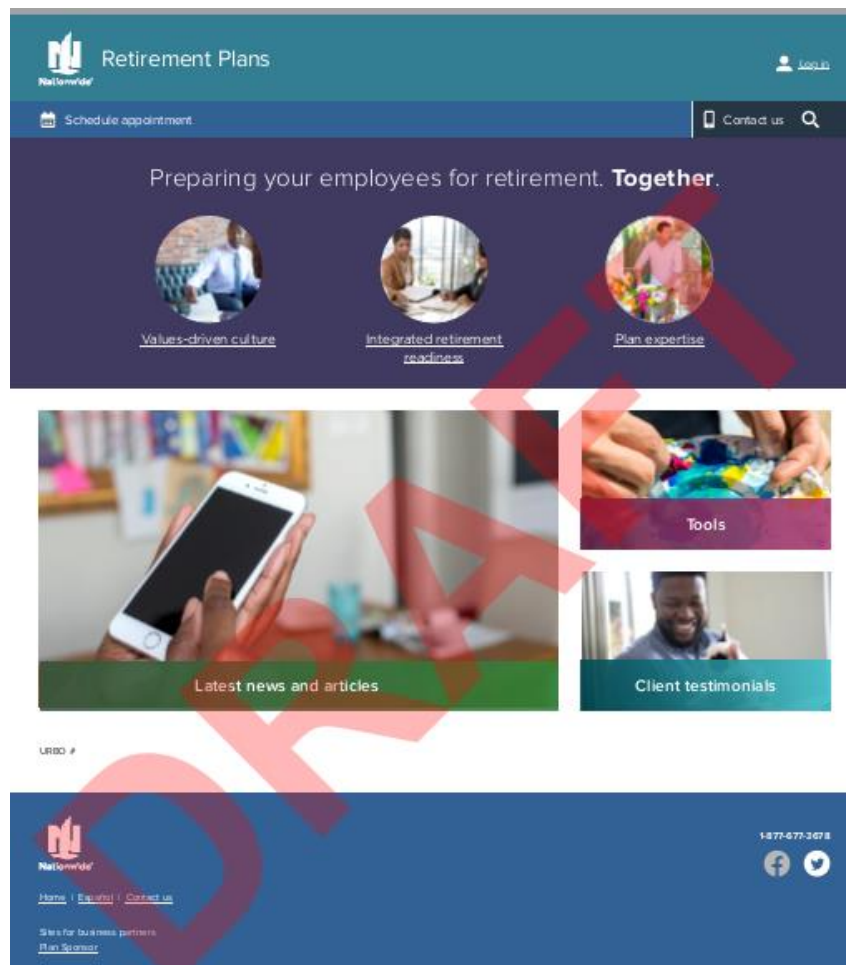 Nationwide®
Retirement Plans
Log in
Schedule appointment
Contact us
Preparing your employees for retirement. Together.
Values-driven culture
Integrated retirement
readiness
Plan expertise
Tools
Latest news and articles
Client testimonials
URBO #
DRAFT
Nationwide®
1-877-677-3678
Home | Español | Contact us
Sites for business partners
Plan Sponsor